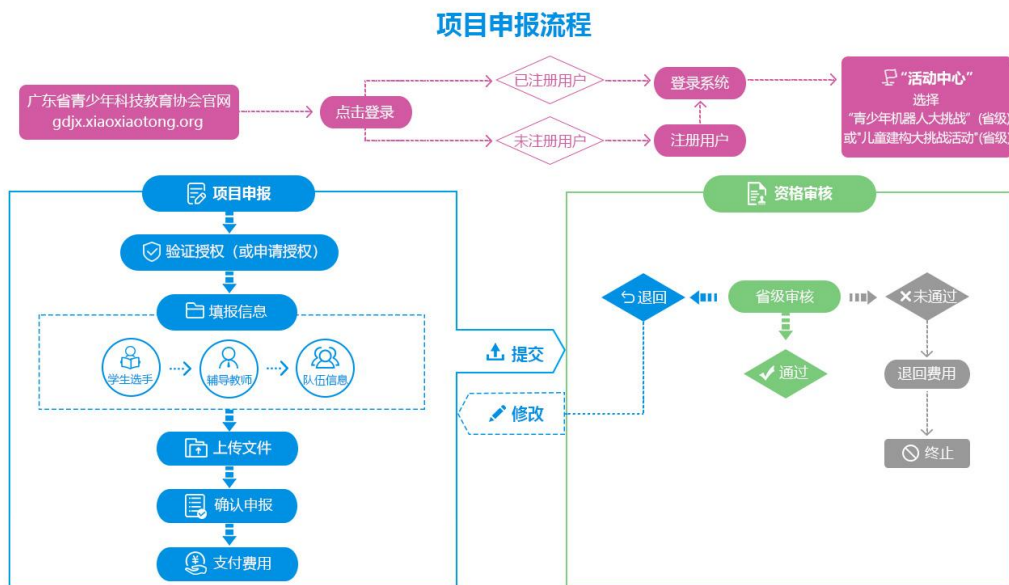 项目申报流程
广东省青少年科技教育协会官网
gdjx.xiaoxiaotong.org
点击登录
已注册用户
未注册用户
登录系统
注册用户
“活动中心”
选择
“青少年机器人大挑战”(省级)
或"儿童建构大挑战活动"(省级)
项目申报
验证授权（或申请授权）
填报信息
学生选手
辅导教师
队伍信息
上传文件
确认申报
支付费用
提交
修改
资格审核
退回
省级审核
未通过
通过
退回费用
终止